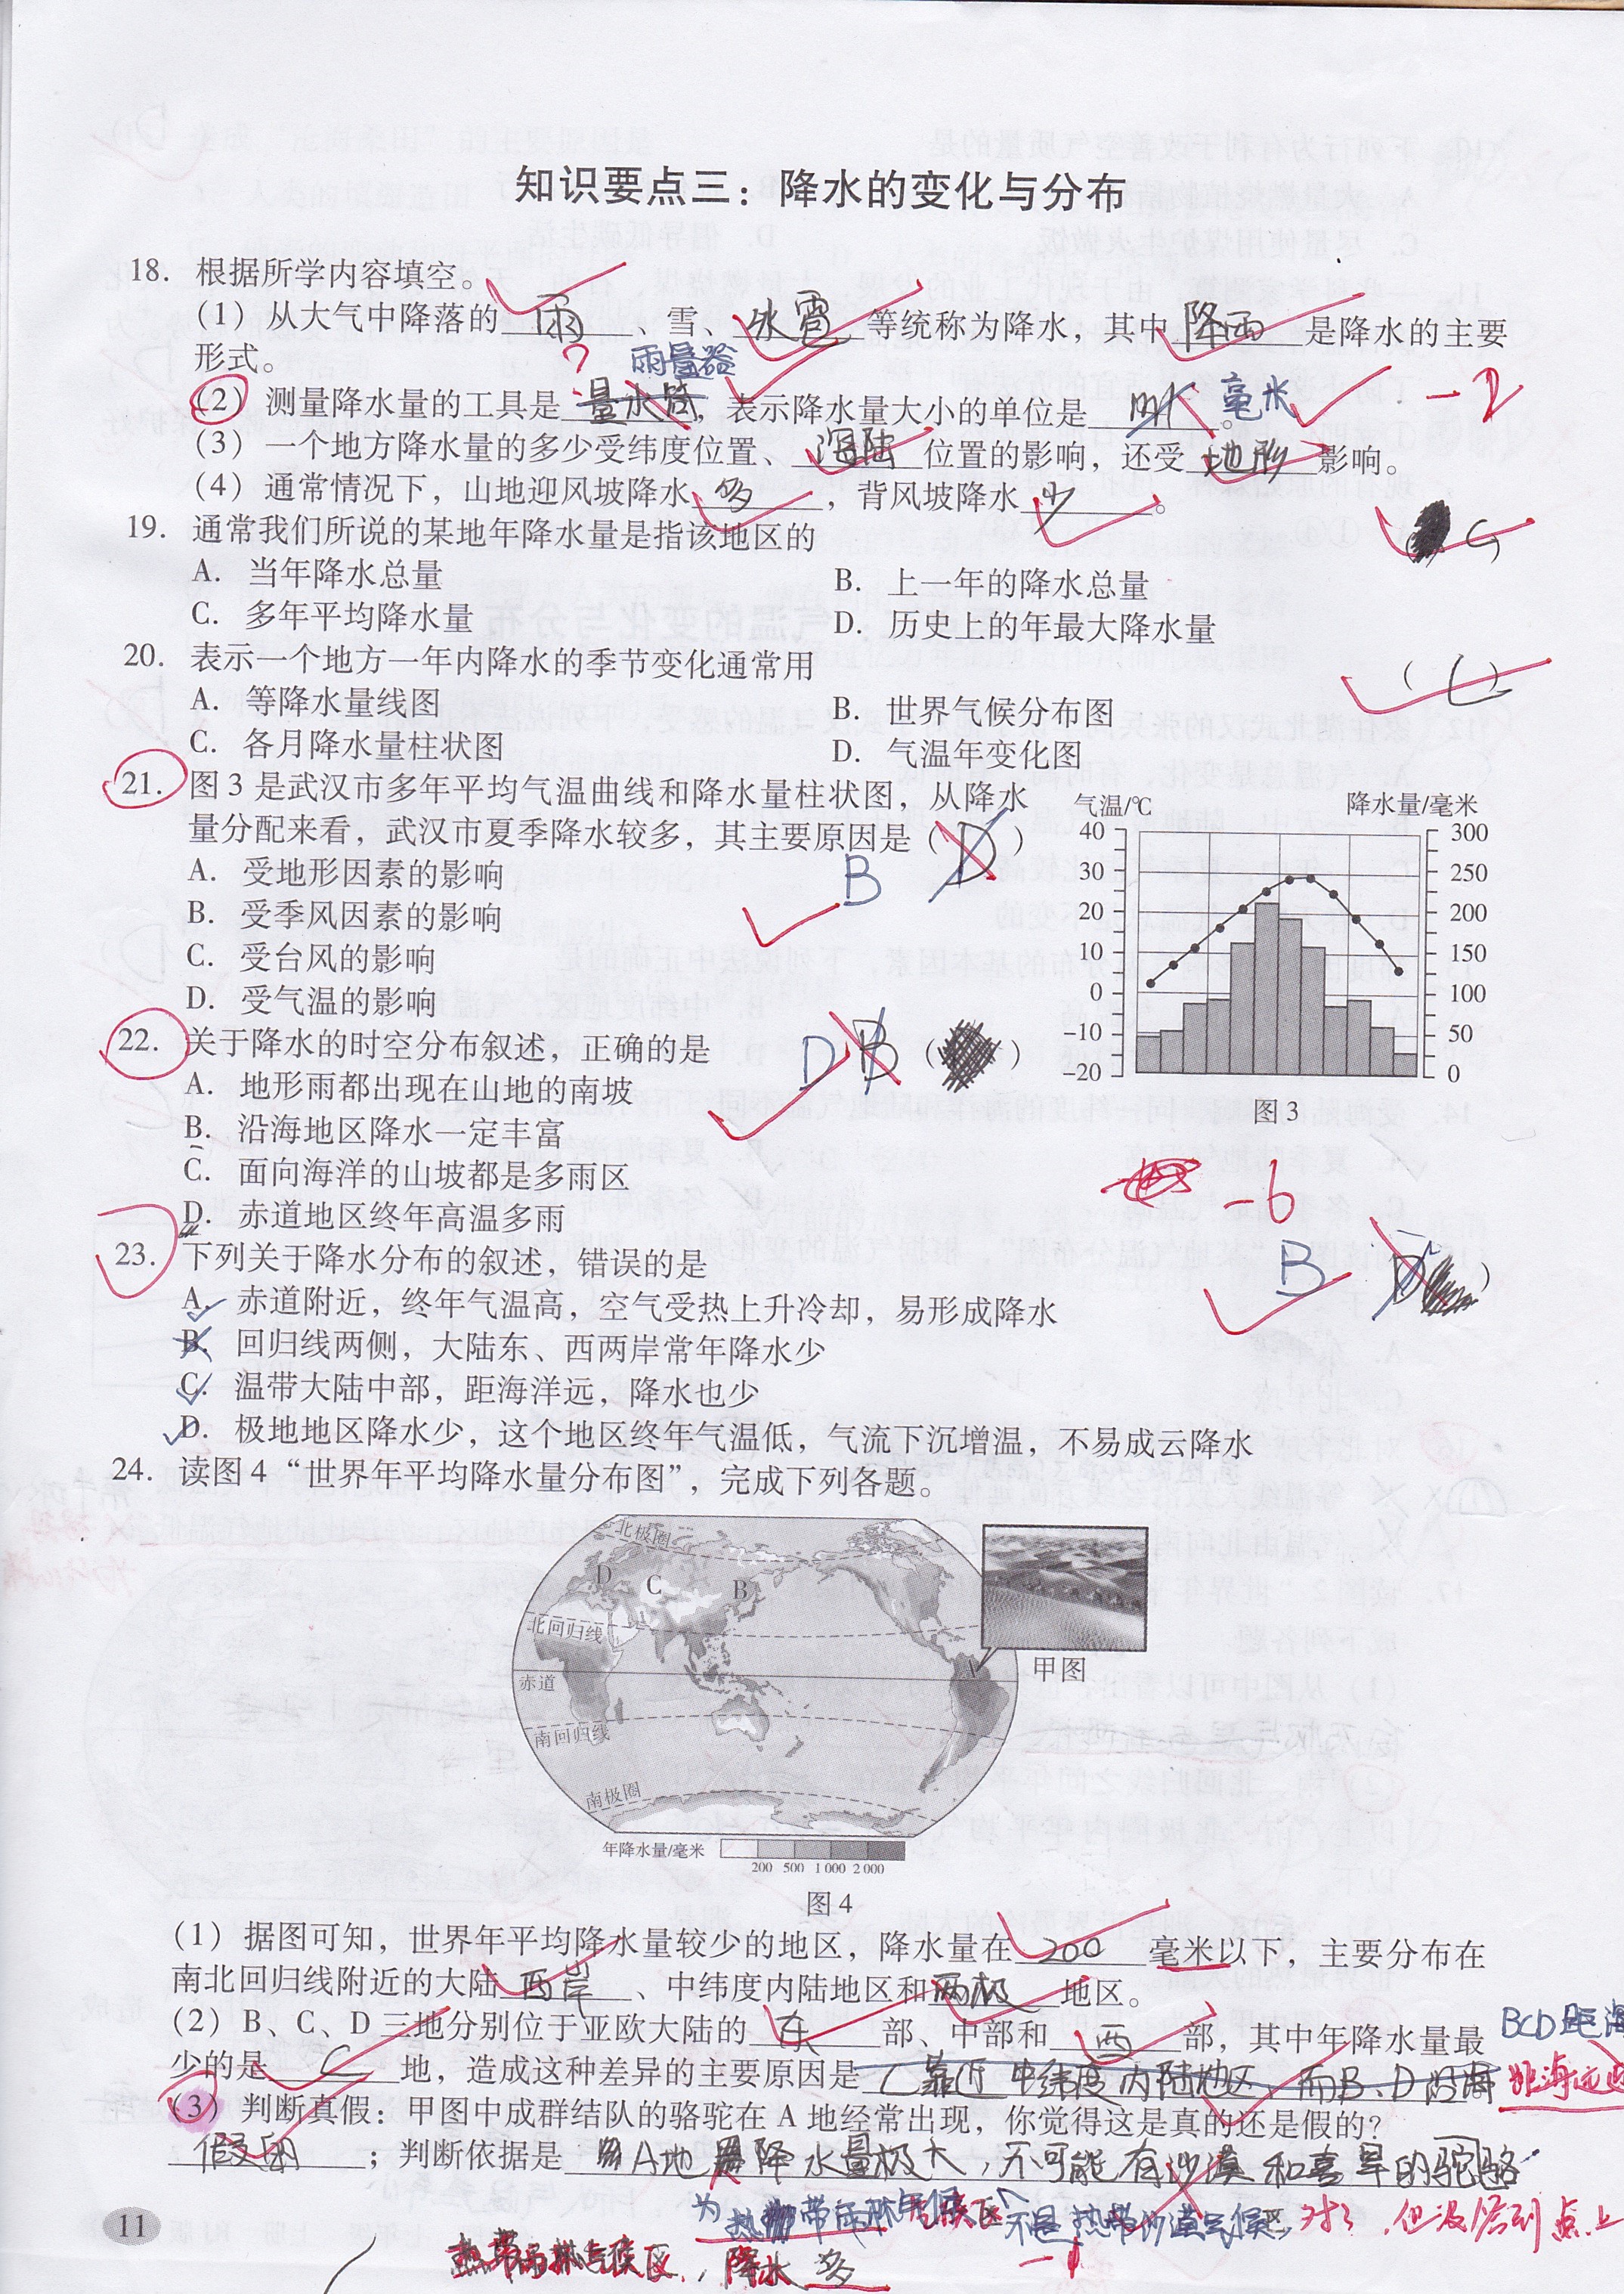 知识要点三：降水的变化与分布
18. 根据所学内容填空。
(1) 从大气中降落的 雨 、雪、 冰雹 等统称为降水，其中 降雨 是降水的主要
形式。
? 雨量器
(2) 测量降水量的工具是 量水筒 ，表示降水量大小的单位是 毫米 。 -2
(3) 一个地方降水量的多少受纬度位置、 海陆 位置的影响，还受 地形 影响。
(4) 通常情况下，山地迎风坡降水 多 ，背风坡降水 少 。
19. 通常我们所说的某地年降水量是指该地区的 C
A. 当年降水总量 B. 上一年的降水总量
C. 多年平均降水量 D. 历史上的年最大降水量
20. 表示一个地方一年内降水的季节变化通常用 ( C )
A. 等降水量线图 B. 世界气候分布图
C. 各月降水量柱状图 D. 气温年变化图
21. 图3是武汉市多年平均气温曲线和降水量柱状图，从降水
量分配来看，武汉市夏季降水较多，其主要原因是 ( D )
B
A. 受地形因素的影响
B. 受季风因素的影响
C. 受台风的影响
D. 受气温的影响
气温/℃ 降水量/毫米
40 300
30 250
20 200
10 150
0 100
-10 50
-20 0
图3
22. 关于降水的时空分布叙述，正确的是 D B ( )
A. 地形雨都出现在山地的南坡
B. 沿海地区降水一定丰富
C. 面向海洋的山坡都是多雨区
D. 赤道地区终年高温多雨
-6
23. 下列关于降水分布的叙述，错误的是 B D )
A. 赤道附近，终年气温高，空气受热上升冷却，易形成降水
B. 回归线两侧，大陆东、西两岸常年降水少
C. 温带大陆中部，距海洋远，降水也少
D. 极地地区降水少，这个地区终年气温低，气流下沉增温，不易成云降水
24. 读图4“世界年平均降水量分布图”，完成下列各题。
北极圈
D C B
北回归线
赤道
A
甲图
南回归线
南极圈
年降水量/毫米
200 500 1 000 2 000
图4
(1) 据图可知，世界年平均降水量较少的地区，降水量在 200 毫米以下，主要分布在
南北回归线附近的大陆 西岸 、中纬度内陆地区和 两极 地区。
(2) B、C、D三地分别位于亚欧大陆的 东 部、中部和 西 部，其中年降水量最
BCD距海
少的是 C 地，造成这种差异的主要原因是 C靠近中纬度内陆地区，而B、D沿海
距海远近
(3) 判断真假：甲图中成群结队的骆驼在A地经常出现，你觉得这是真的还是假的？
假的 ；判断依据是 A地降水量极大，不可能有沙漠和喜旱的骆驼
为热带雨林气候区 不是热带沙漠气候区， 对了，但没答到点上
11
热带雨林气候区，降水多 -1